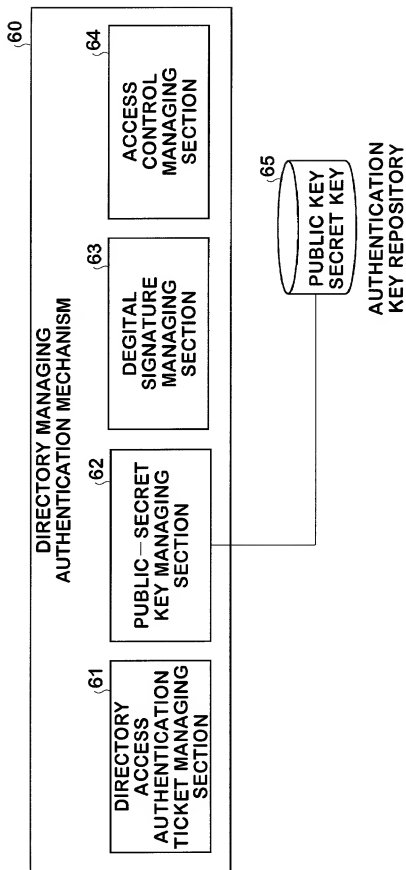 60
DIRECTORY MANAGING
AUTHENTICATION MECHANISM
61
DIRECTORY
ACCESS
AUTHENTICATION
TICKET MANAGING
SECTION
62
PUBLIC—SECRET
KEY MANAGING
SECTION
63
DEGITAL
SIGNATURE
MANAGING
SECTION
64
ACCESS
CONTROL
MANAGING
SECTION
65
PUBLIC KEY
SECRET KEY
AUTHENTICATION
KEY REPOSITORY